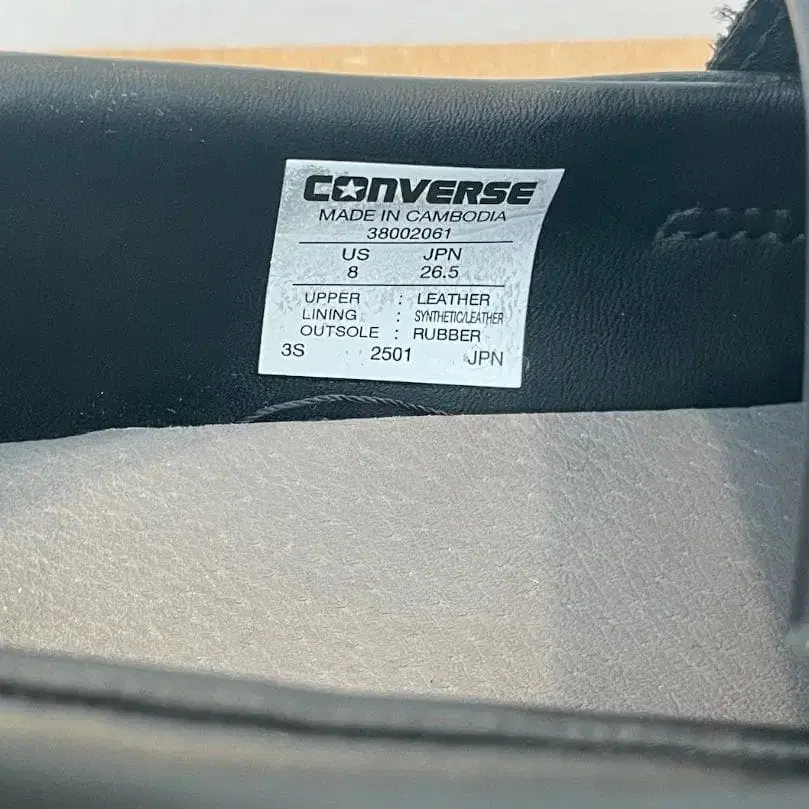 CONVERSE
MADE IN CAMBODIA
38002061
US JPN
8 26.5
UPPER : LEATHER
LINING : SYNTHETIC/LEATHER
OUTSOLE : RUBBER
3S 2501 JPN